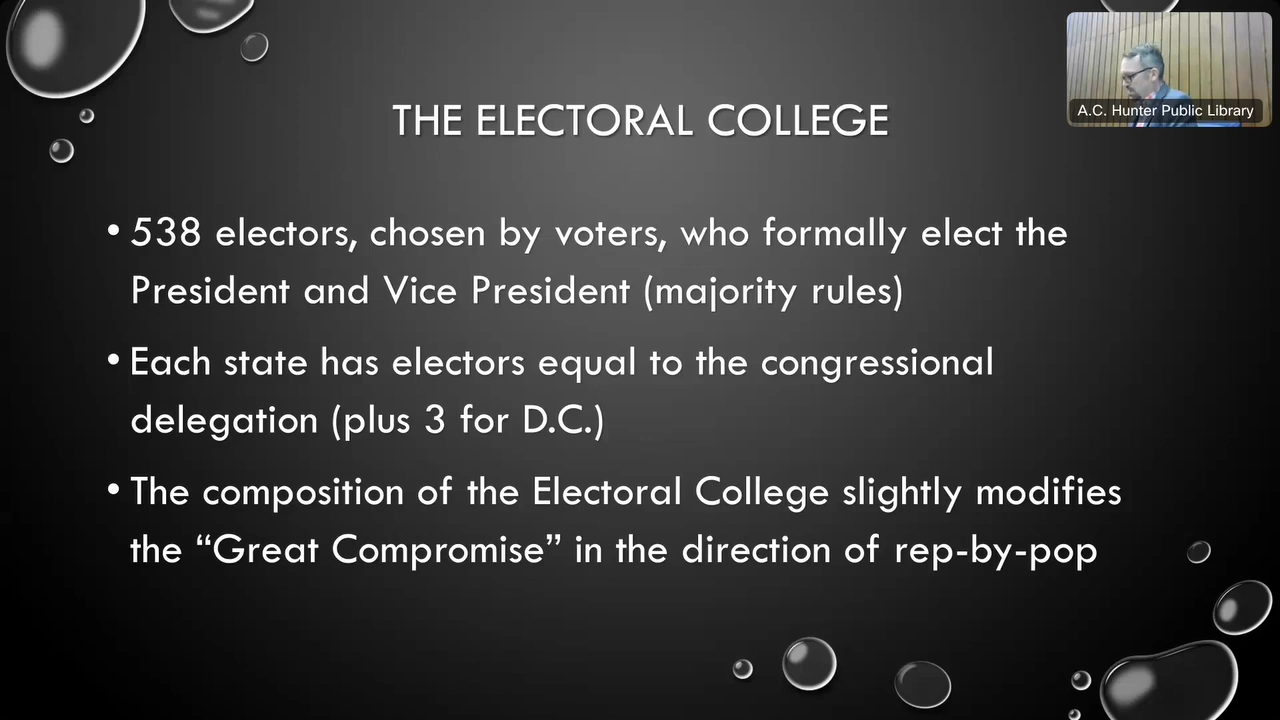 A.C. Hunter Public Library
THE ELECTORAL COLLEGE
• 538 electors, chosen by voters, who formally elect the
President and Vice President (majority rules)
• Each state has electors equal to the congressional
delegation (plus 3 for D.C.)
• The composition of the Electoral College slightly modifies
the “Great Compromise” in the direction of rep-by-pop